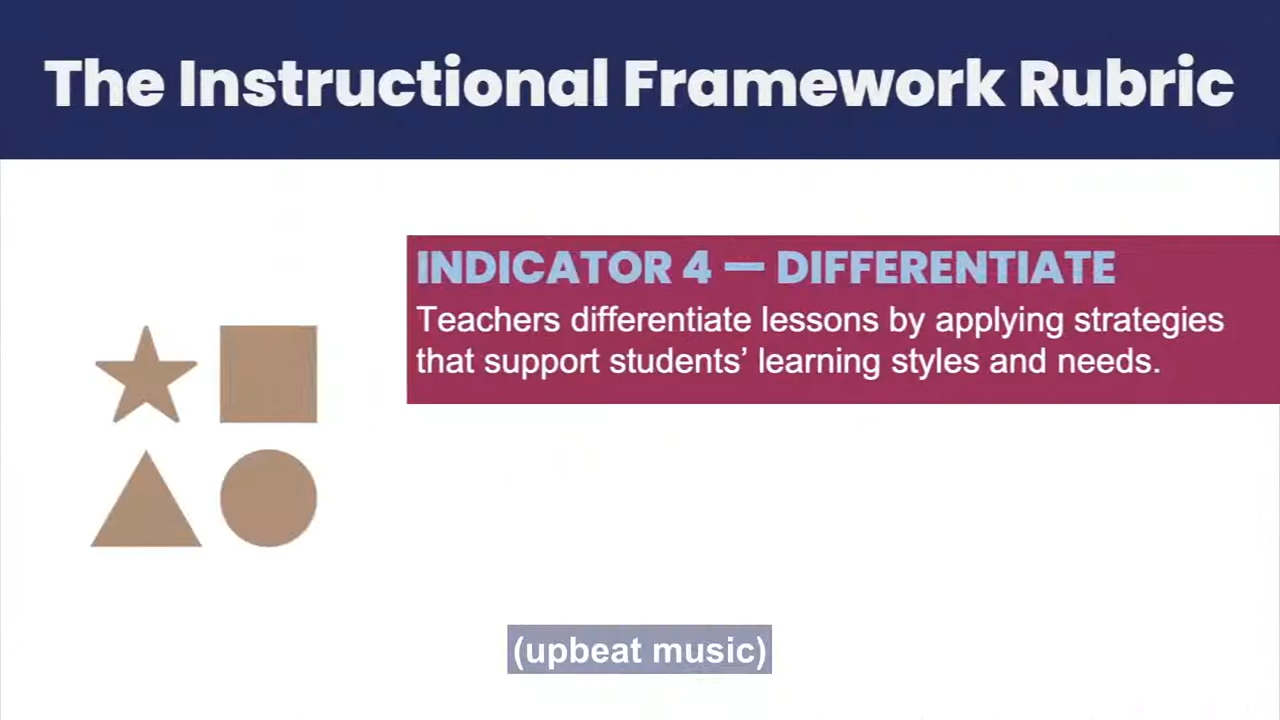 The Instructional Framework Rubric
INDICATOR 4 — DIFFERENTIATE
Teachers differentiate lessons by applying strategies
that support students’ learning styles and needs.
(upbeat music)